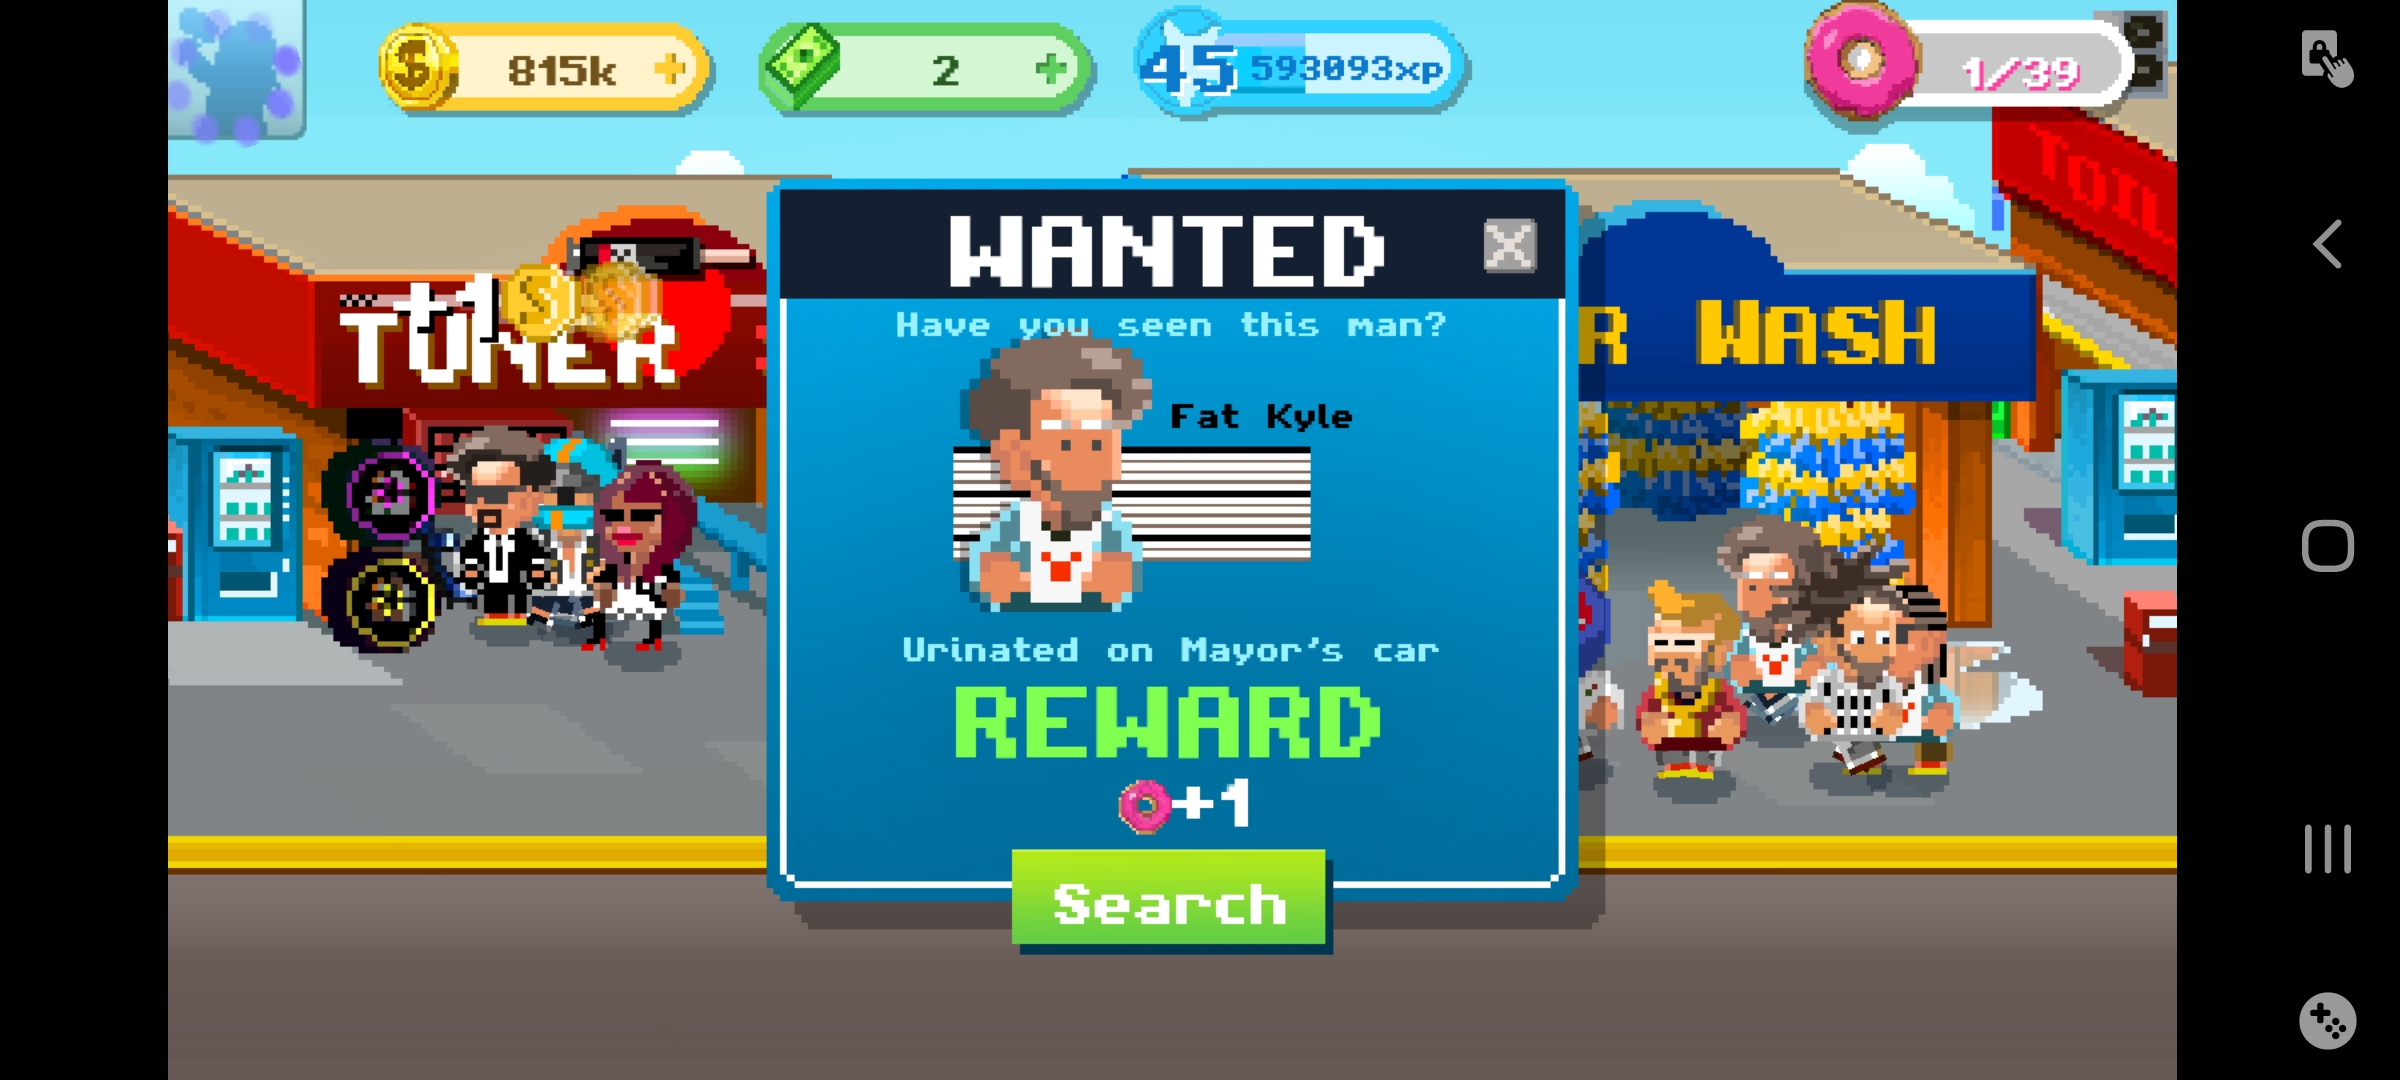 815k
2
45 593093xp
1/39
WANTED
Have you seen this man?
Fat Kyle
Urinated on Mayor's car
REWARD
+1
Search
+1
TUNER
R WASH
TOIL